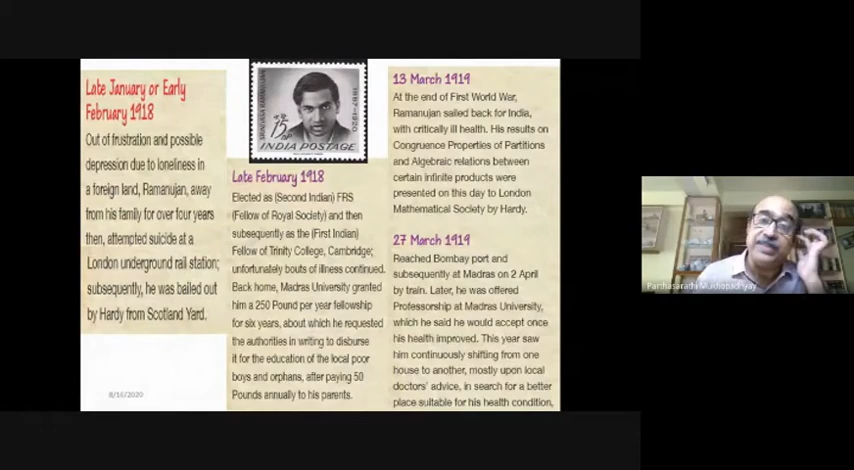 Late January or Early
February 1918
Out of frustration and possible
depression due to loneliness in
a foreign land, Ramanujan, away
from his family for over four years
then, attempted suicide at a
London underground rail station;
subsequently, he was bailed out
by Hardy from Scotland Yard.
8/16/2020
SRINIVASA RAMANUJAN
1887-1920
15
INDIA POSTAGE
Late February 1918
Elected as (Second Indian) FRS
(Fellow of Royal Society) and then
subsequently as the (First Indian)
Fellow of Trinity College, Cambridge;
unfortunately bouts of illness continued.
Back home, Madras University granted
him a 250 Pound per year fellowship
for six years, about which he requested
the authorities in writing to disburse
it for the education of the local poor
boys and orphans, after paying 50
Pounds annually to his parents.
13 March 1919
At the end of First World War,
Ramanujan sailed back for India,
with critically ill health. His results on
Congruence Properties of Partitions
and Algebraic relations between
certain infinite products were
presented on this day to London
Mathematical Society by Hardy.
27 March 1919
Reached Bombay port and
subsequently at Madras on 2 April
by train. Later, he was offered
Professorship at Madras University,
which he said he would accept once
his health improved. This year saw
him continuously shifting from one
house to another, mostly upon local
doctors' advice, in search for a better
place suitable for his health condition,
Parthasarathi Mukhopadhyay